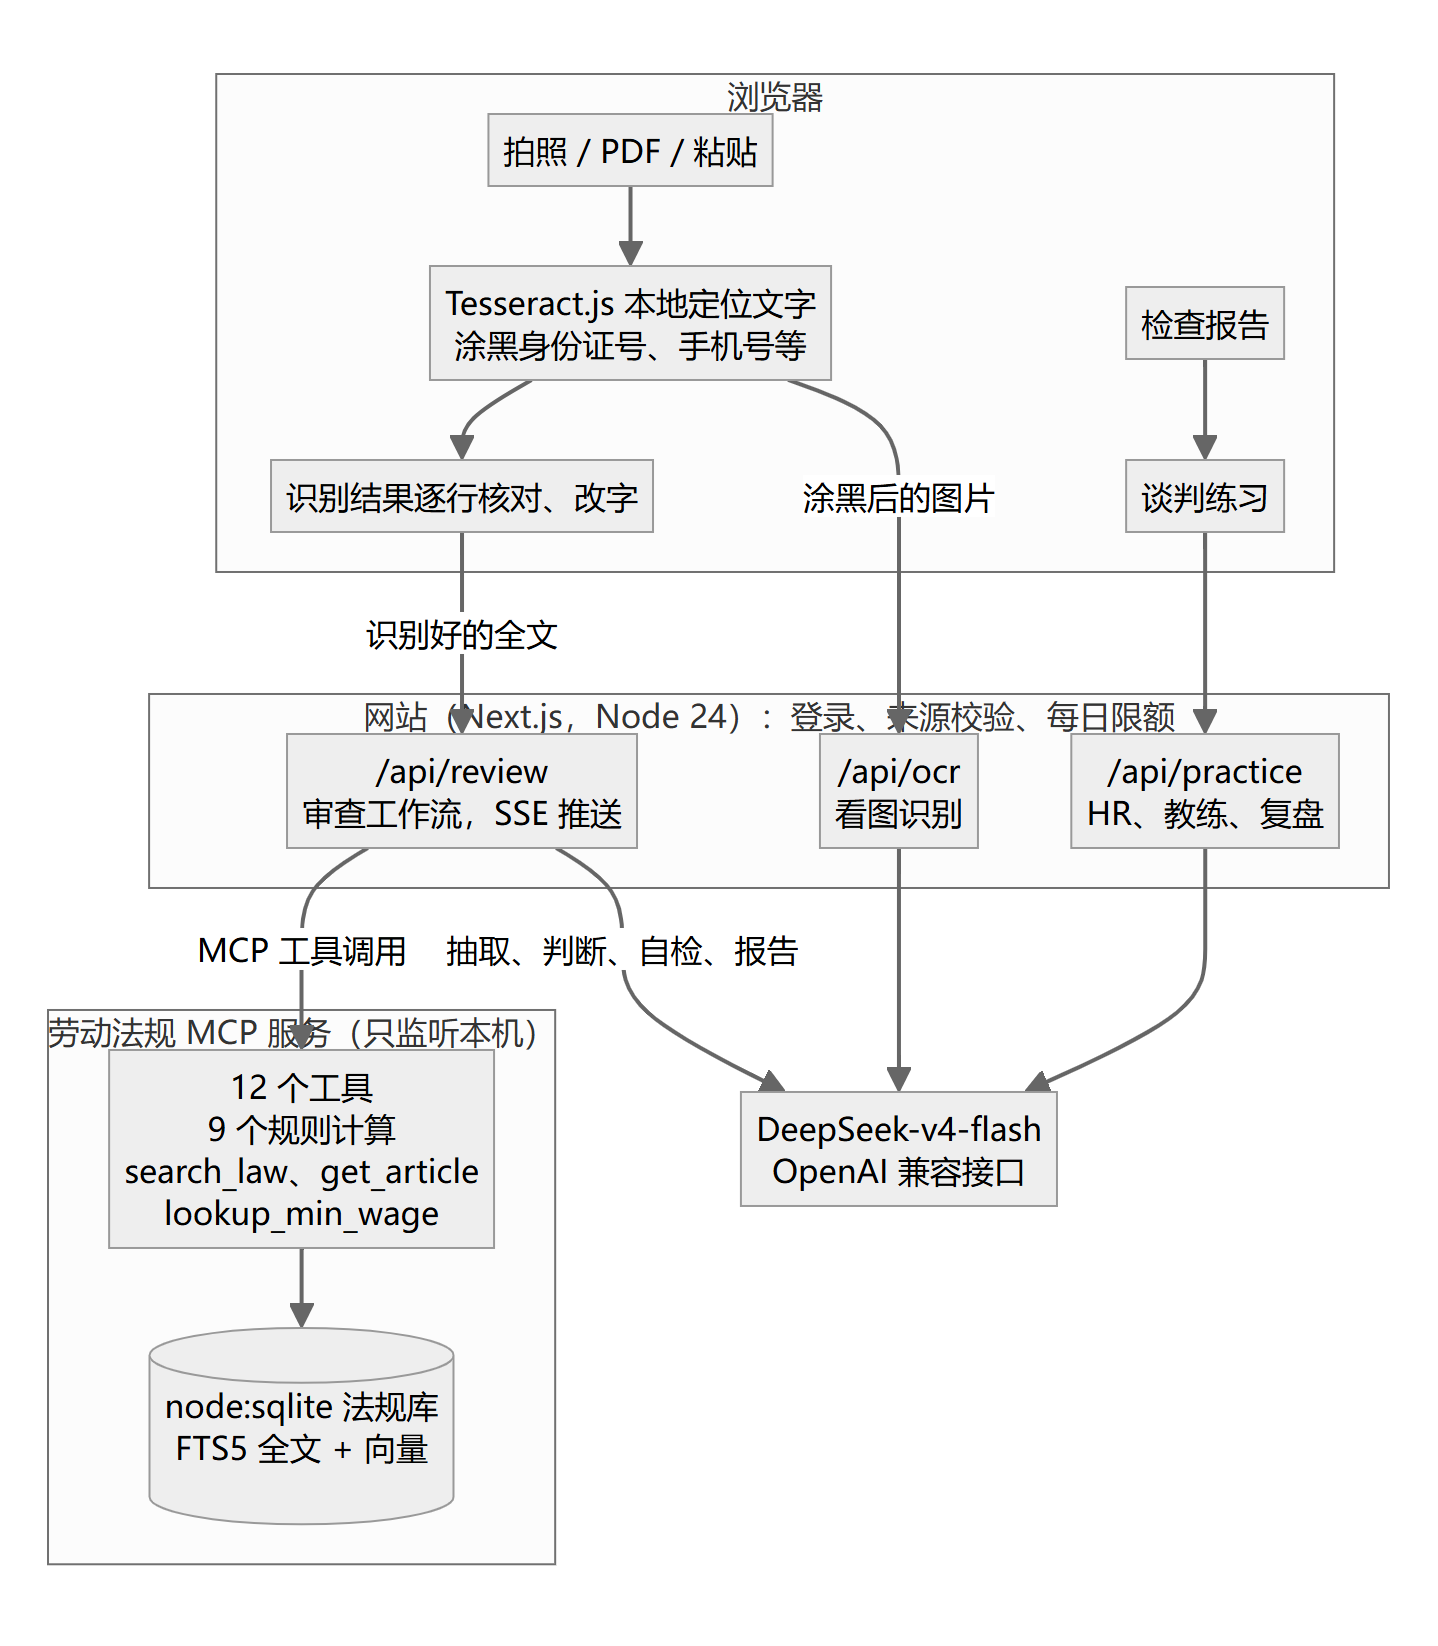 浏览器
拍照 / PDF / 粘贴
Tesseract.js 本地定位文字
涂黑身份证号、手机号等
检查报告
识别结果逐行核对、改字
涂黑后的图片
谈判练习
识别好的全文
网站（Next.js，Node 24）：登录、来源校验、每日限额
/api/review
审查工作流，SSE 推送
/api/ocr
看图识别
/api/practice
HR、教练、复盘
MCP 工具调用
抽取、判断、自检、报告
劳动法规 MCP 服务（只监听本机）
12 个工具
9 个规则计算
search_law、get_article
lookup_min_wage
DeepSeek-v4-flash
OpenAI 兼容接口
node:sqlite 法规库
FTS5 全文 + 向量